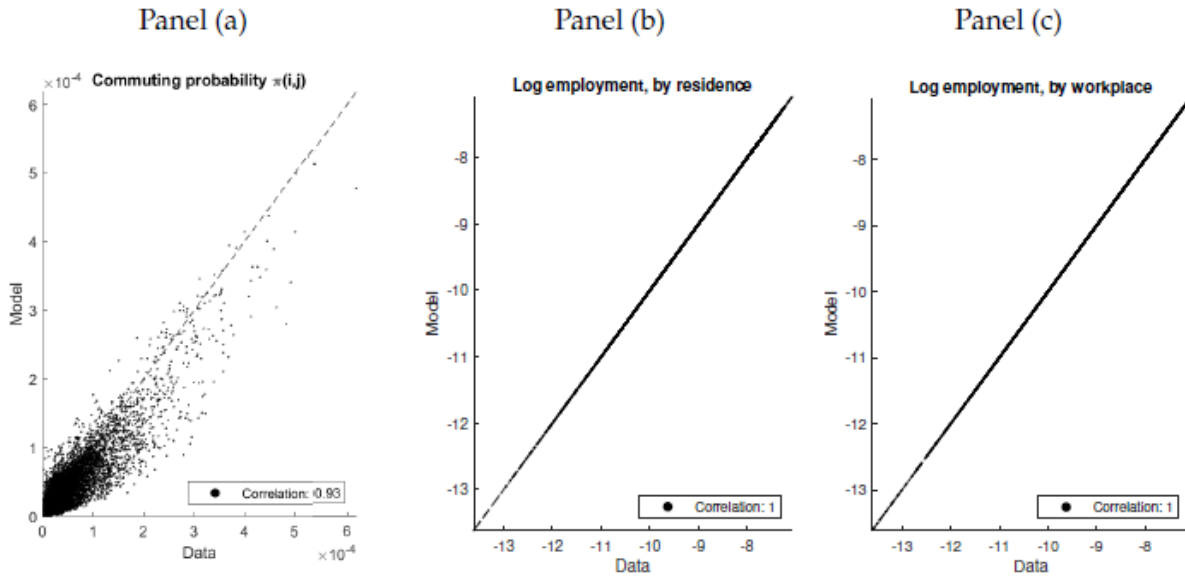 Panel (a)
Panel (b)
Panel (c)
×10⁻⁴
Commuting probability π(i,j)
6
5
4
3
2
1
0
Model
0
1
2
3
4
5
6
Data
×10⁻⁴
Correlation: 0.93
Log employment, by residence
-8
-9
-10
-11
-12
-13
Model
-13
-12
-11
-10
-9
-8
Data
Correlation: 1
Log employment, by workplace
-8
-9
-10
-11
-12
-13
Model
-13
-12
-11
-10
-9
-8
Data
Correlation: 1